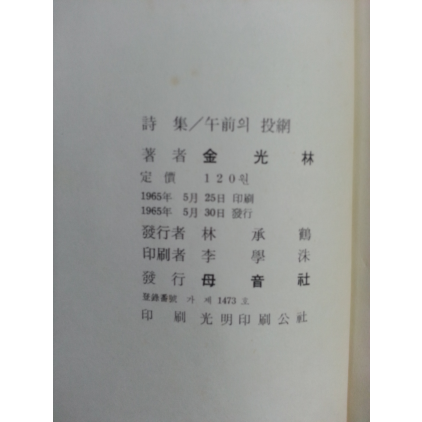 詩 集／午前의 投網
著者 金光林
定價 120원
1965年 5月 25日 印刷
1965年 5月 30日 發行
發行者 林承鶴
印刷者 李學洙
發行 母音社
登錄番號 가 제 1473 호
印刷 光明印刷公社